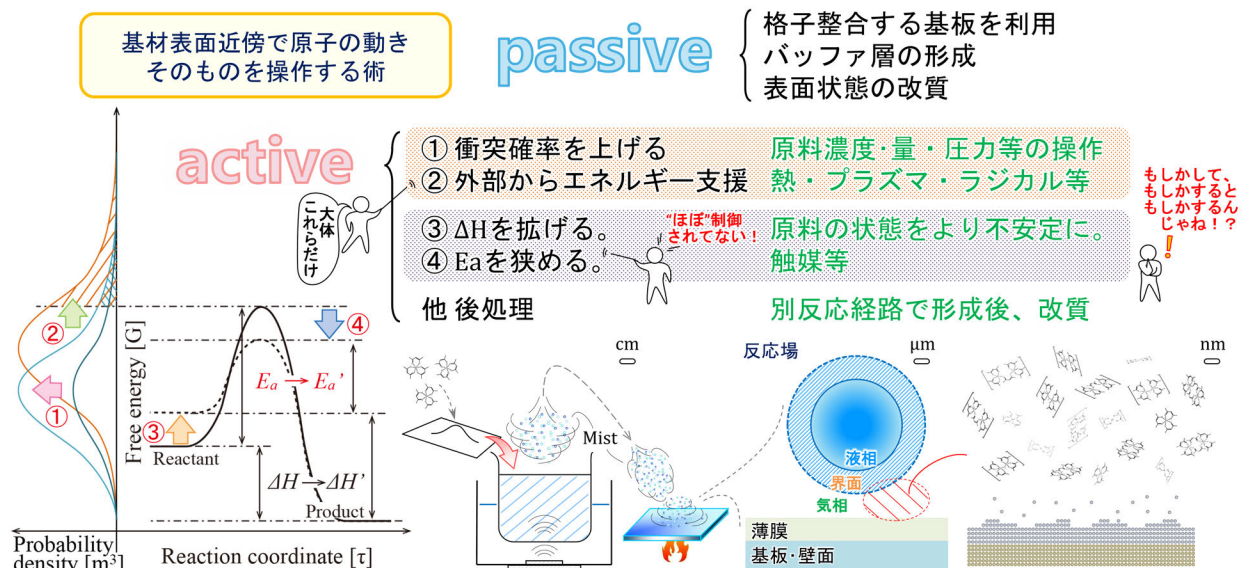 基材表面近傍で原子の動き
そのものを操作する術
passive
格子整合する基板を利用
バッファ層の形成
表面状態の改質
active
① 衝突確率を上げる
原料濃度・量・圧力等の操作
② 外部からエネルギー支援
熱・プラズマ・ラジカル等
大体
これらだけ
③ ΔHを拡げる。
原料の状態をより不安定に。
④ Eaを狭める。
触媒等
"ほぼ"制御
されてない!
もしかして、
もしかすると
もしかするん
じゃね!?
!
他 後処理
別反応経路で形成後、改質
②
①
Probability
density [m³]
Free energy [G]
④
Ea → Ea'
③
Reactant
ΔH → ΔH'
Product
Reaction coordinate [τ]
cm
Mist
反応場
μm
液相
界面
気相
薄膜
基板・壁面
nm